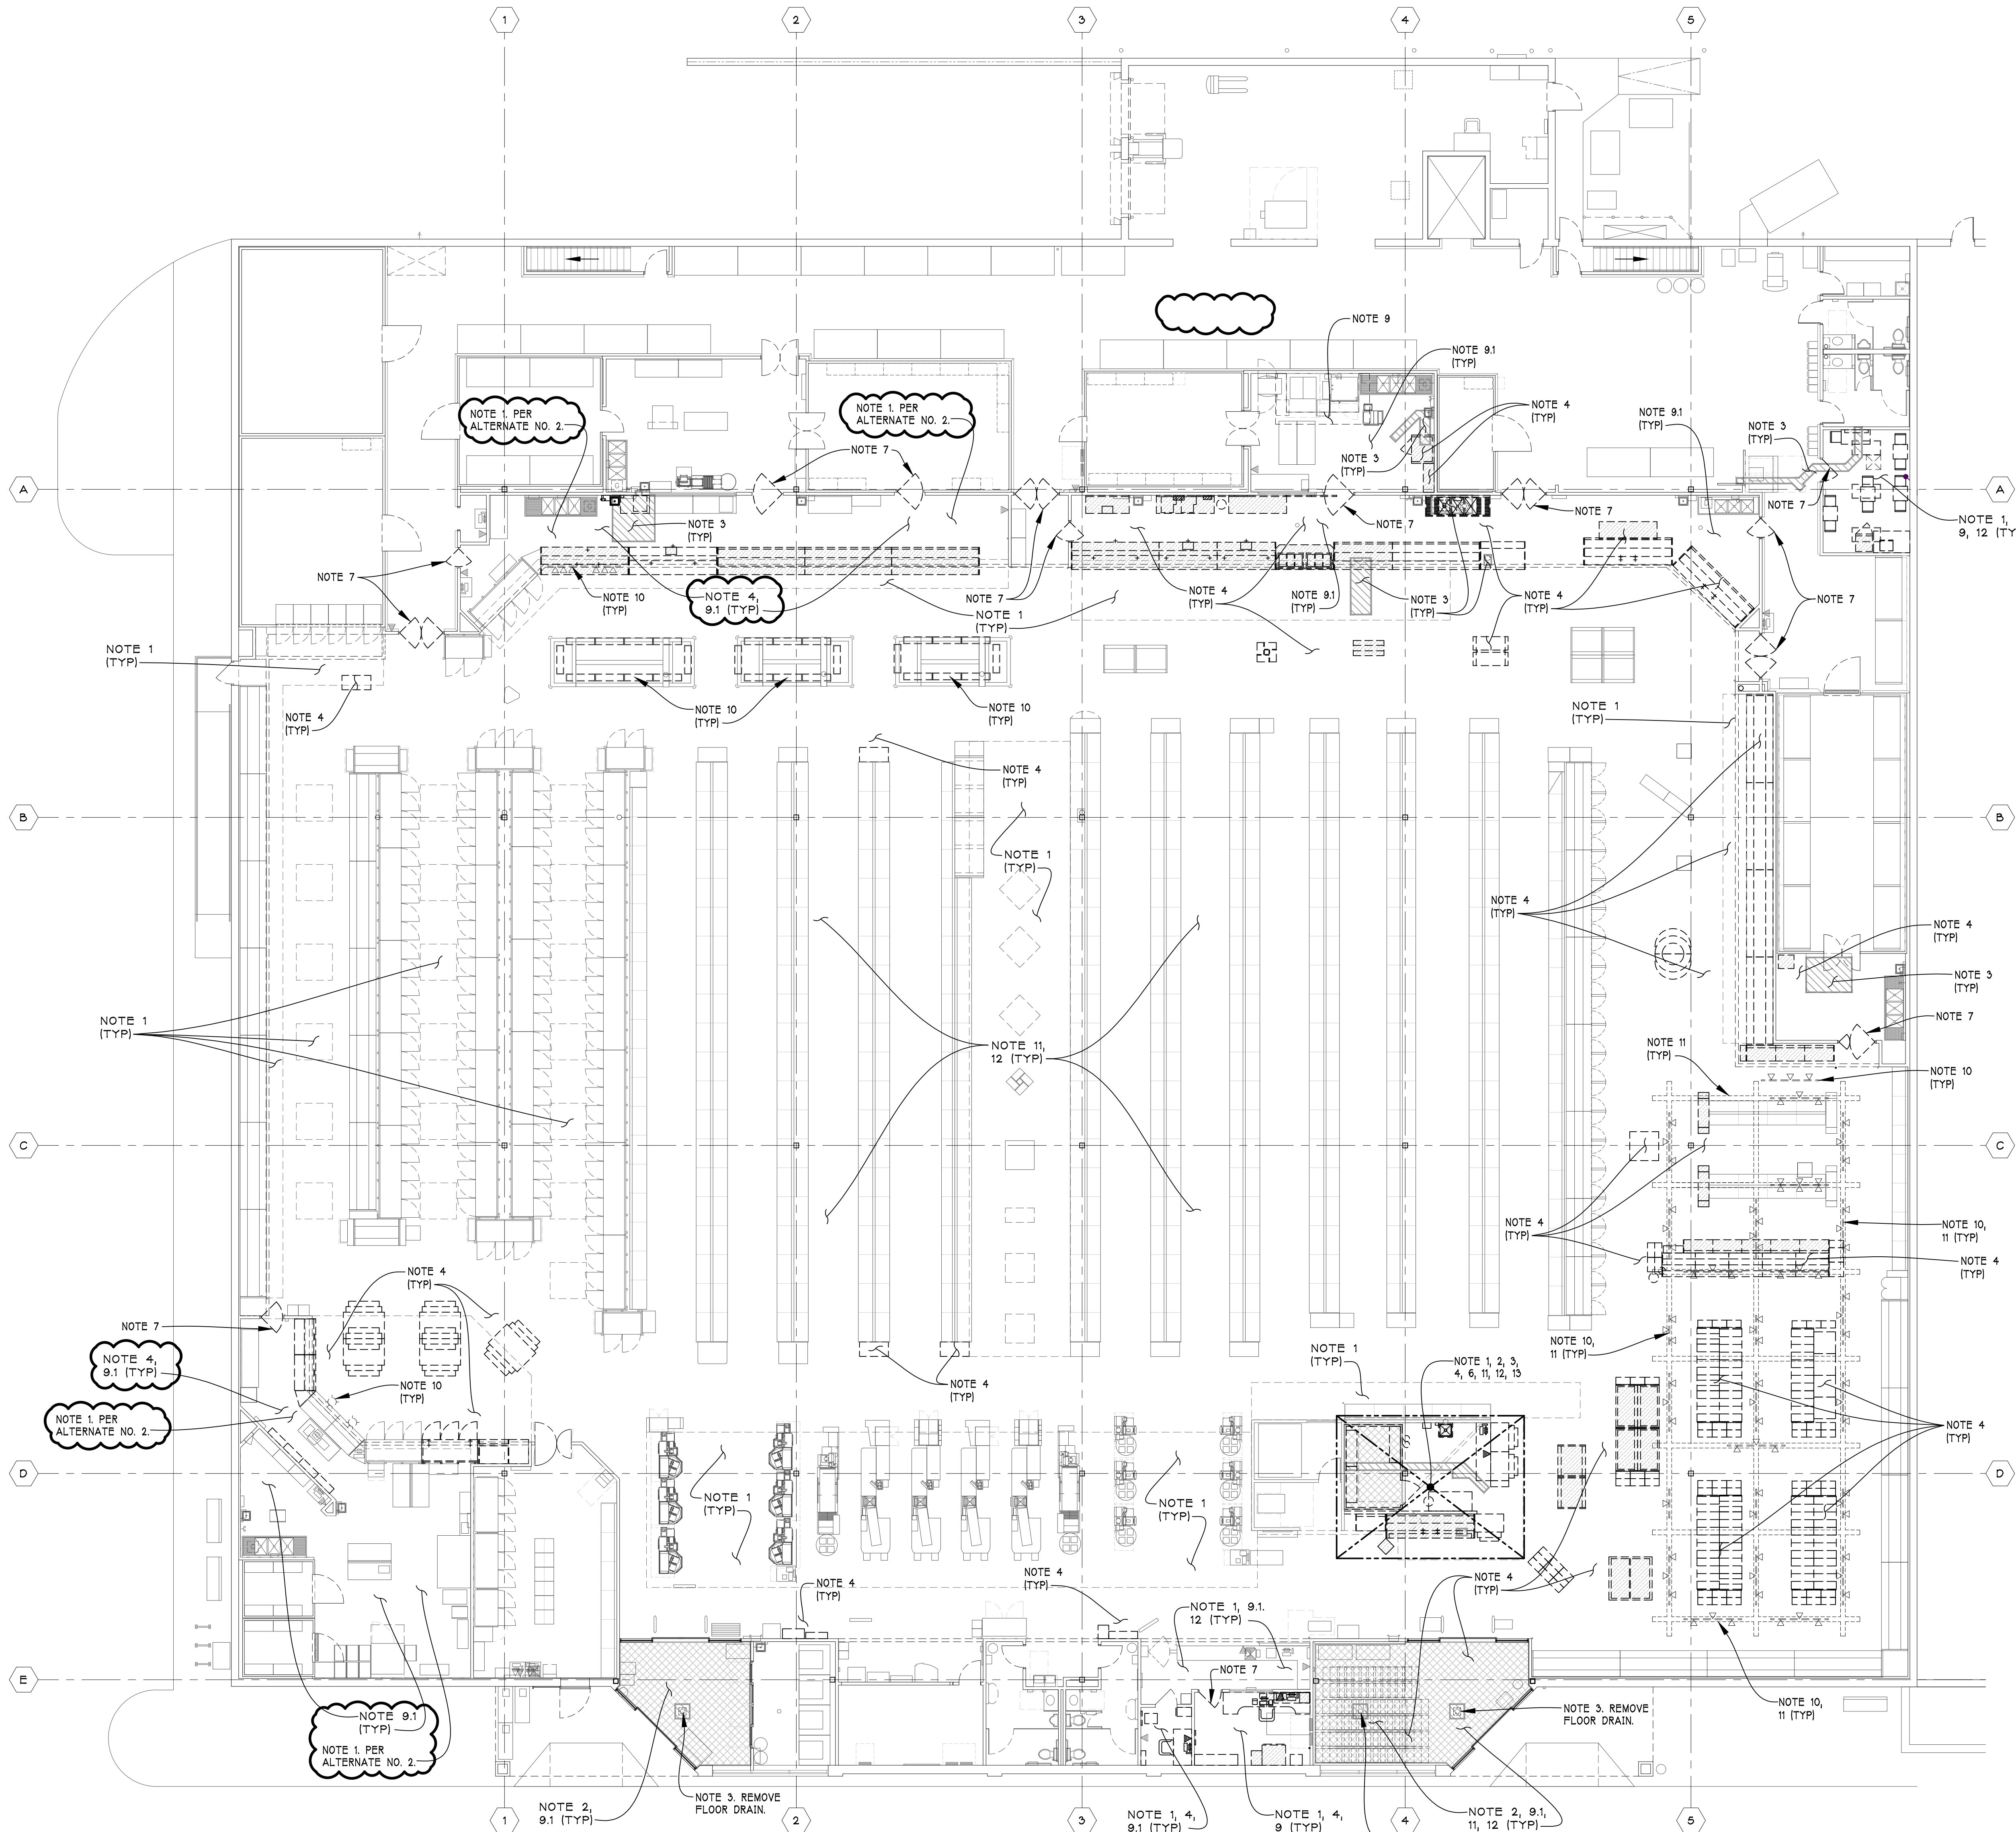 1
2
3
4
5
NOTE 9
NOTE 9.1
(TYP)
NOTE 1. PER
ALTERNATE NO. 2.
NOTE 1. PER
ALTERNATE NO. 2.
NOTE 4
(TYP)
NOTE 9.1
(TYP)
NOTE 3
(TYP)
NOTE 7
NOTE 3
(TYP)
A
A
NOTE 7
NOTE 3
(TYP)
NOTE 7
NOTE 1,
9, 12 (TY
NOTE 7
NOTE 10
(TYP)
NOTE 4,
9.1 (TYP)
NOTE 7
NOTE 1
(TYP)
NOTE 4
(TYP)
NOTE 9.1
(TYP)
NOTE 3
(TYP)
NOTE 4
(TYP)
NOTE 7
NOTE 1
(TYP)
NOTE 4
(TYP)
NOTE 10
(TYP)
NOTE 10
(TYP)
NOTE 1
(TYP)
NOTE 4
(TYP)
B
B
NOTE 1
(TYP)
NOTE 4
(TYP)
NOTE 4
(TYP)
NOTE 3
(TYP)
NOTE 1
(TYP)
NOTE 7
NOTE 11,
12 (TYP)
NOTE 11
(TYP)
NOTE 10
(TYP)
C
C
NOTE 4
(TYP)
NOTE 10,
11 (TYP)
NOTE 4
(TYP)
NOTE 4
(TYP)
NOTE 7
NOTE 10,
11 (TYP)
NOTE 4,
9.1 (TYP)
NOTE 1
(TYP)
NOTE 1, 2, 3,
4, 6, 11, 12, 13
NOTE 10
(TYP)
NOTE 4
(TYP)
NOTE 1. PER
ALTERNATE NO. 2.
NOTE 4
(TYP)
D
D
NOTE 1
(TYP)
NOTE 1
(TYP)
NOTE 4
(TYP)
NOTE 4
(TYP)
NOTE 4
(TYP)
NOTE 1, 9.1.
12 (TYP)
E
E
NOTE 7
NOTE 9.1
(TYP)
NOTE 1. PER
ALTERNATE NO. 2.
NOTE 3. REMOVE
FLOOR DRAIN.
NOTE 10,
11 (TYP)
NOTE 3. REMOVE
FLOOR DRAIN.
NOTE 2,
9.1 (TYP)
NOTE 1, 4,
9.1 (TYP)
NOTE 1, 4,
9 (TYP)
NOTE 2, 9.1,
11, 12 (TYP)
1
2
3
4
5